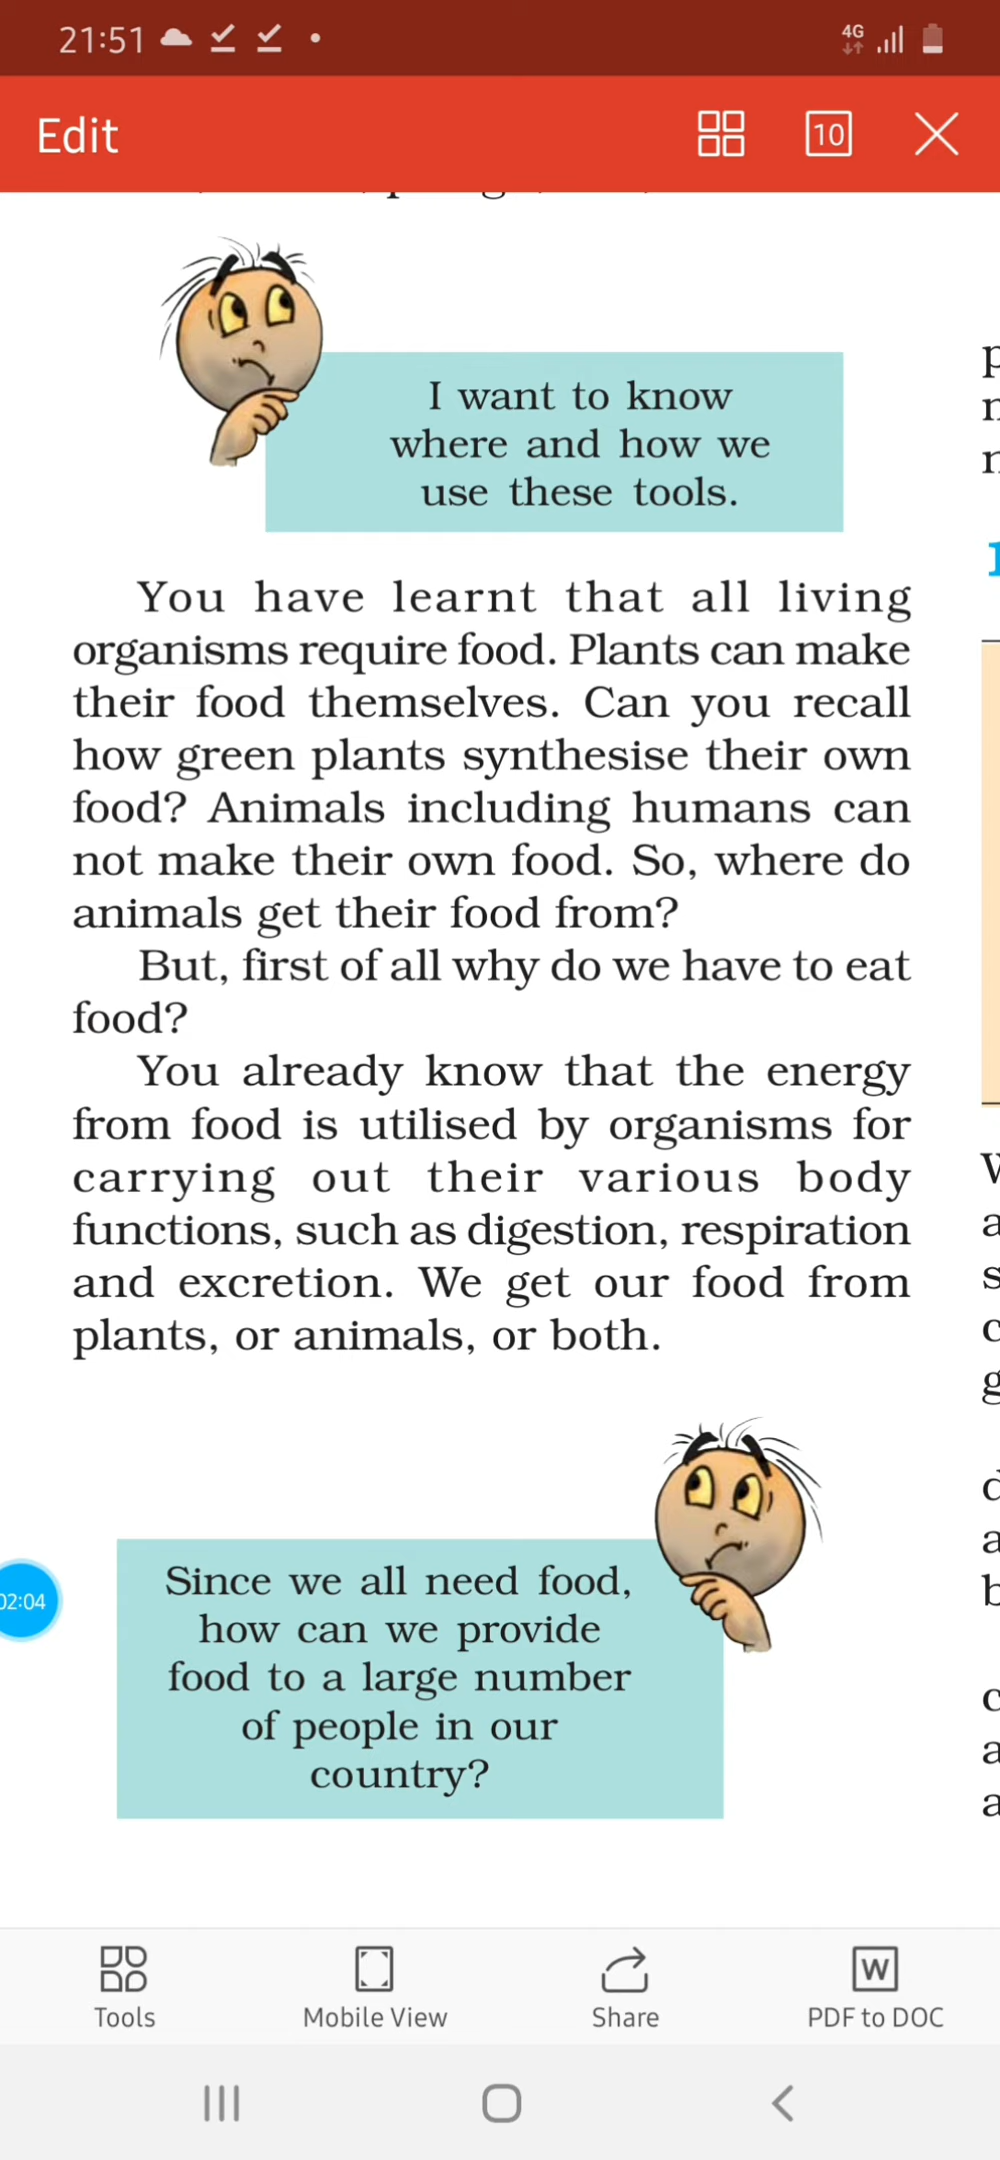 21:51
4G
Edit
10
I want to know
where and how we
use these tools.
You have learnt that all living
organisms require food. Plants can make
their food themselves. Can you recall
how green plants synthesise their own
food? Animals including humans can
not make their own food. So, where do
animals get their food from?
But, first of all why do we have to eat
food?
You already know that the energy
from food is utilised by organisms for
carrying out their various body
functions, such as digestion, respiration
and excretion. We get our food from
plants, or animals, or both.
02:04
Since we all need food,
how can we provide
food to a large number
of people in our
country?
Tools
Mobile View
Share
W
PDF to DOC